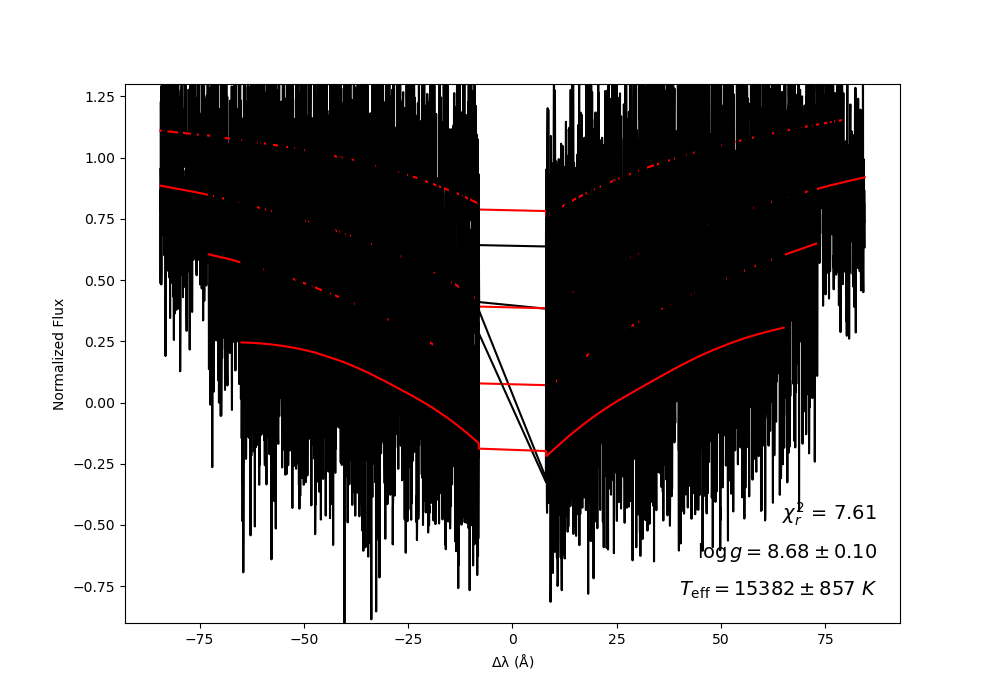 1.25
1.00
0.75
0.50
0.25
0.00
−0.25
−0.50
−0.75
Normalized Flux
χ²ᵣ = 7.61
log g = 8.68 ± 0.10
T_eff = 15382 ± 857 K
−75 −50 −25 0 25 50 75
Δλ (Å)